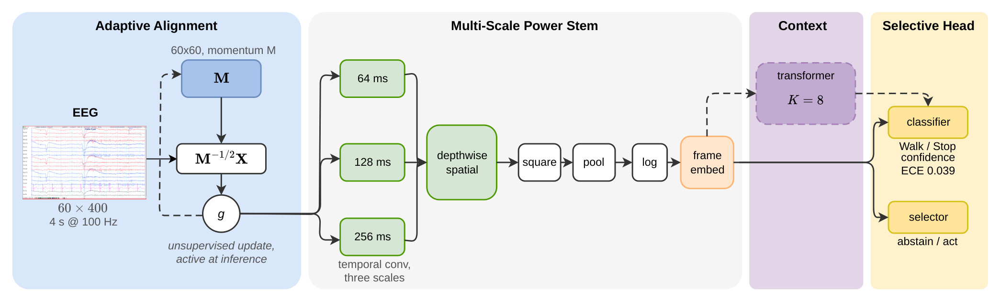 Adaptive Alignment
60x60, momentum M
M
EEG
M^{-1/2}X
60 × 400
4 s @ 100 Hz
g
unsupervised update,
active at inference
Multi-Scale Power Stem
64 ms
128 ms
256 ms
temporal conv,
three scales
depthwise
spatial
square
pool
log
frame
embed
Context
transformer
K = 8
Selective Head
classifier
Walk / Stop
confidence
ECE 0.039
selector
abstain / act